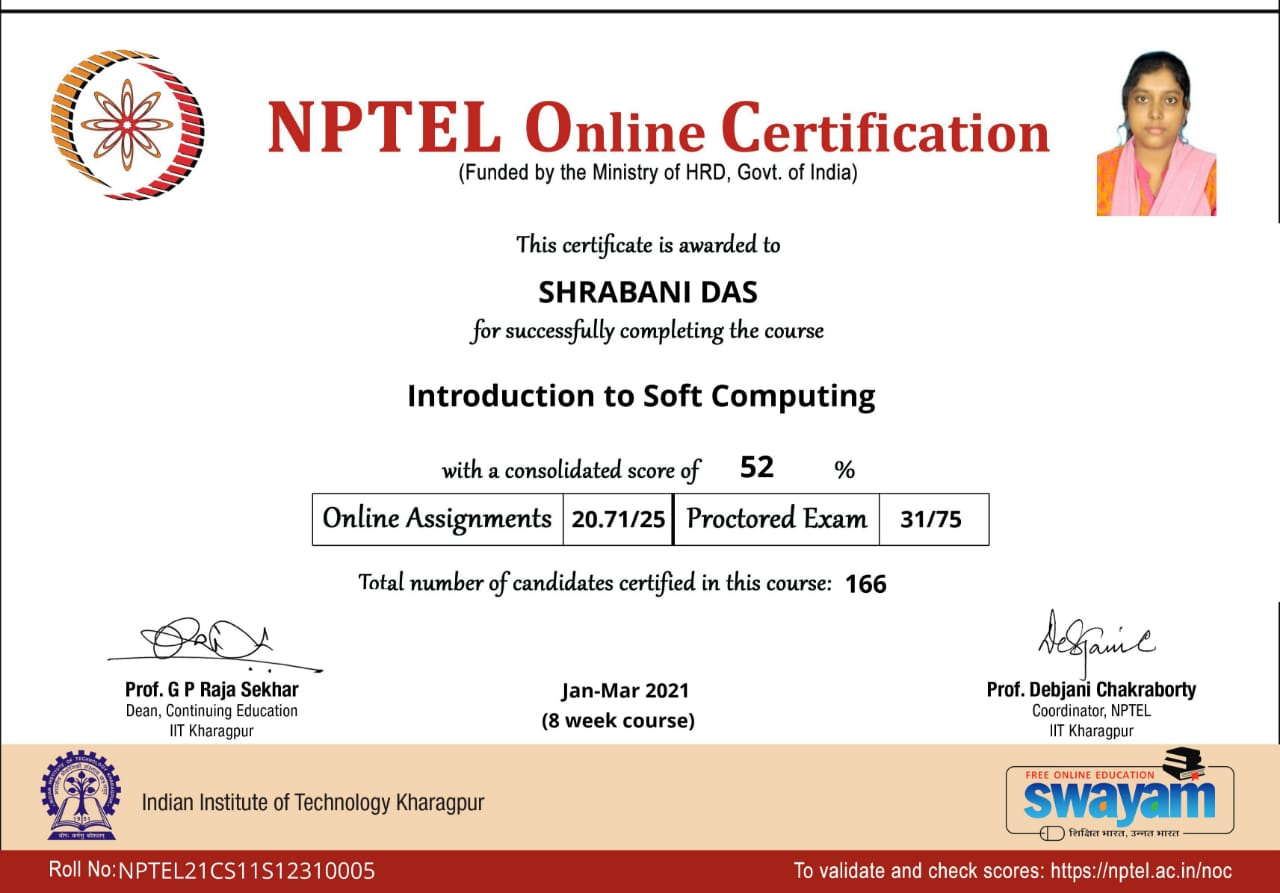 NPTEL Online Certification
(Funded by the Ministry of HRD, Govt. of India)
This certificate is awarded to
SHRABANI DAS
for successfully completing the course
Introduction to Soft Computing
with a consolidated score of 52 %
Online Assignments 20.71/25 Proctored Exam 31/75
Total number of candidates certified in this course: 166
Prof. G P Raja Sekhar
Dean, Continuing Education
IIT Kharagpur
Jan-Mar 2021
(8 week course)
Prof. Debjani Chakraborty
Coordinator, NPTEL
IIT Kharagpur
1951
योगः कर्मसु कौशलम्
Indian Institute of Technology Kharagpur
FREE ONLINE EDUCATION
swayam
शिक्षित भारत, उन्नत भारत
Roll No: NPTEL21CS11S12310005
To validate and check scores: https://nptel.ac.in/noc